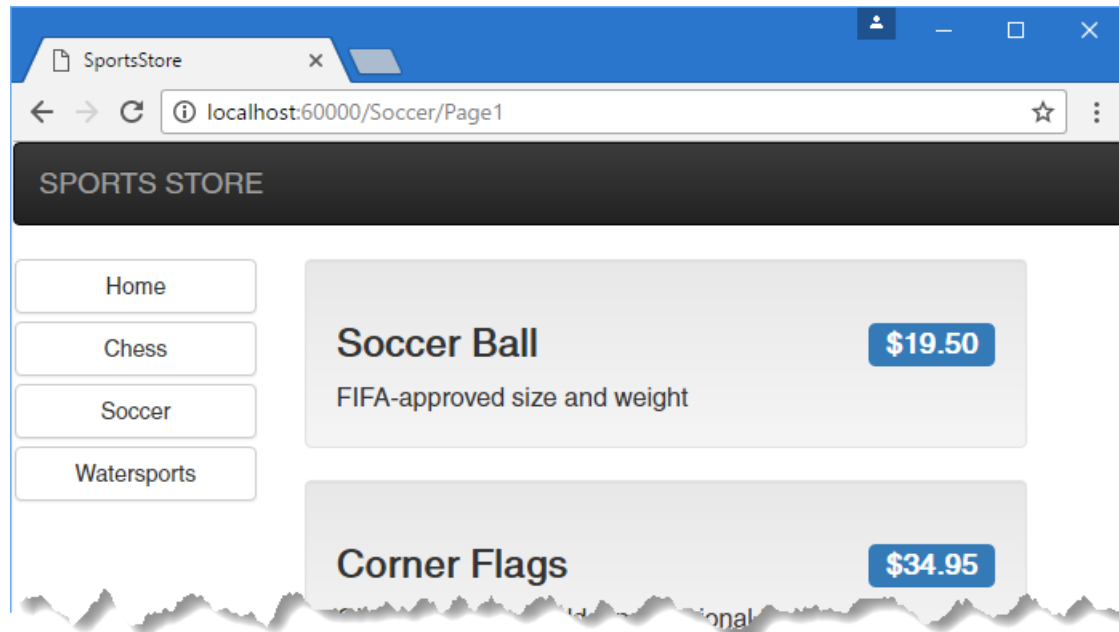 SportsStore
localhost:60000/Soccer/Page1
SPORTS STORE
Home
Chess
Soccer
Watersports
Soccer Ball
$19.50
FIFA-approved size and weight
Corner Flags
$34.95